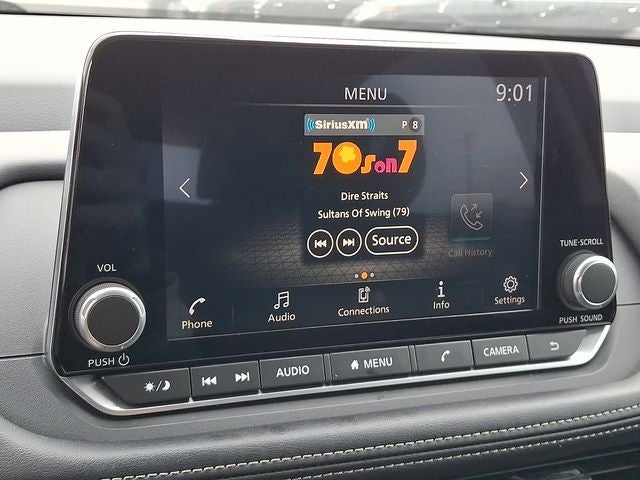 MENU
9:01
SiriusXM
P 8
70s on 7
Dire Straits
Sultans Of Swing (79)
Source
Call History
Phone
Audio
Connections
Info
Settings
VOL
PUSH
TUNE·SCROLL
PUSH SOUND
AUDIO
MENU
CAMERA